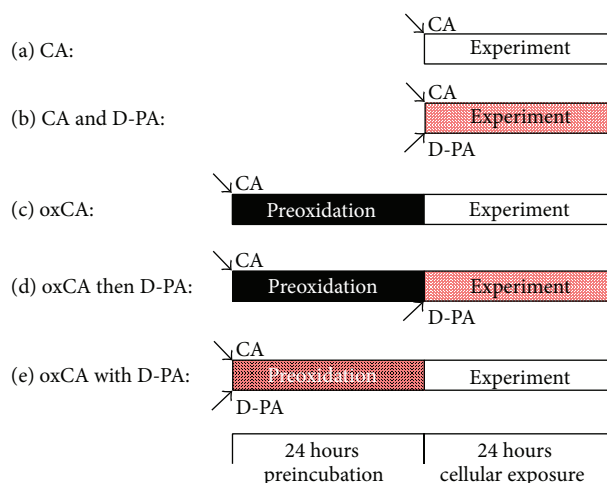 CA
(a) CA: Experiment
CA
(b) CA and D-PA: Experiment
D-PA
CA
(c) oxCA: Preoxidation Experiment
CA
(d) oxCA then D-PA: Preoxidation Experiment
D-PA
CA
(e) oxCA with D-PA: Preoxidation Experiment
D-PA
24 hours 24 hours
preincubation cellular exposure